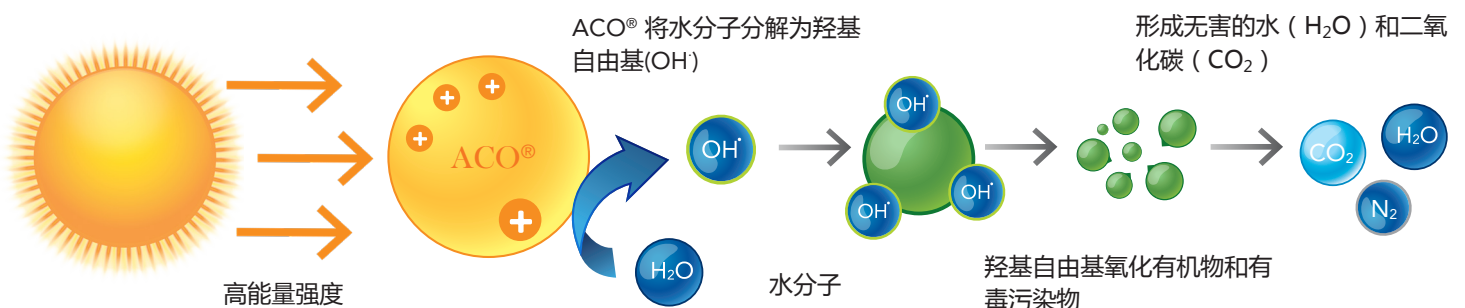 ACO® 将水分子分解为羟基
自由基(OH·)
形成无害的水（H₂O）和二氧
化碳（CO₂）
ACO®
OH·
OH·
OH·
OH·
CO₂
H₂O
N₂
H₂O
高能量强度
水分子
羟基自由基氧化有机物和有
毒污染物